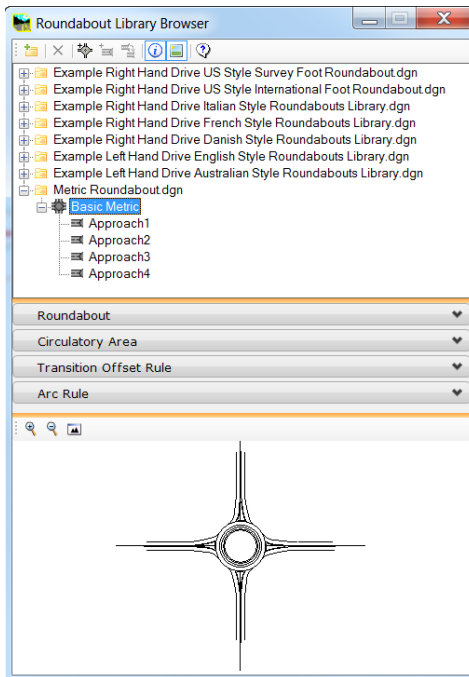 Roundabout Library Browser
Example Right Hand Drive US Style Survey Foot Roundabout.dgn
Example Right Hand Drive US Style International Foot Roundabout.dgn
Example Right Hand Drive Italian Style Roundabouts Library.dgn
Example Right Hand Drive French Style Roundabouts Library.dgn
Example Right Hand Drive Danish Style Roundabouts Library.dgn
Example Left Hand Drive English Style Roundabouts Library.dgn
Example Left Hand Drive Australian Style Roundabouts Library.dgn
Metric Roundabout.dgn
Basic Metric
Approach1
Approach2
Approach3
Approach4
Roundabout
Circulatory Area
Transition Offset Rule
Arc Rule